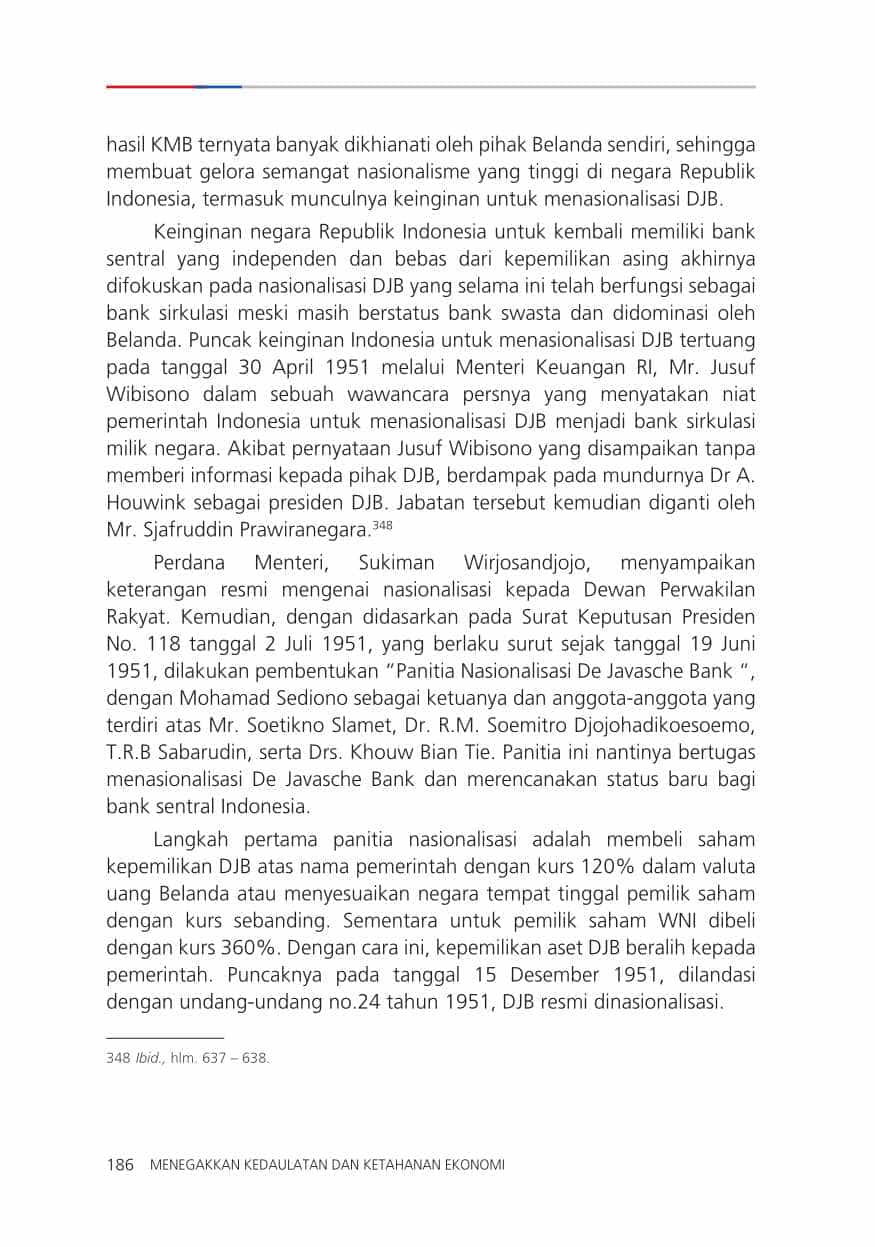 hasil KMB ternyata banyak dikhianati oleh pihak Belanda sendiri, sehingga
membuat gelora semangat nasionalisme yang tinggi di negara Republik
Indonesia, termasuk munculnya keinginan untuk menasionalisasi DJB.
Keinginan negara Republik Indonesia untuk kembali memiliki bank
sentral yang independen dan bebas dari kepemilikan asing akhirnya
difokuskan pada nasionalisasi DJB yang selama ini telah berfungsi sebagai
bank sirkulasi meski masih berstatus bank swasta dan didominasi oleh
Belanda. Puncak keinginan Indonesia untuk menasionalisasi DJB tertuang
pada tanggal 30 April 1951 melalui Menteri Keuangan RI, Mr. Jusuf
Wibisono dalam sebuah wawancara persnya yang menyatakan niat
pemerintah Indonesia untuk menasionalisasi DJB menjadi bank sirkulasi
milik negara. Akibat pernyataan Jusuf Wibisono yang disampaikan tanpa
memberi informasi kepada pihak DJB, berdampak pada mundurnya Dr A.
Houwink sebagai presiden DJB. Jabatan tersebut kemudian diganti oleh
Mr. Sjafruddin Prawiranegara.348
Perdana Menteri, Sukiman Wirjosandjojo, menyampaikan
keterangan resmi mengenai nasionalisasi kepada Dewan Perwakilan
Rakyat. Kemudian, dengan didasarkan pada Surat Keputusan Presiden
No. 118 tanggal 2 Juli 1951, yang berlaku surut sejak tanggal 19 Juni
1951, dilakukan pembentukan “Panitia Nasionalisasi De Javasche Bank “,
dengan Mohamad Sediono sebagai ketuanya dan anggota-anggota yang
terdiri atas Mr. Soetikno Slamet, Dr. R.M. Soemitro Djojohadikoesoemo,
T.R.B Sabarudin, serta Drs. Khouw Bian Tie. Panitia ini nantinya bertugas
menasionalisasi De Javasche Bank dan merencanakan status baru bagi
bank sentral Indonesia.
Langkah pertama panitia nasionalisasi adalah membeli saham
kepemilikan DJB atas nama pemerintah dengan kurs 120% dalam valuta
uang Belanda atau menyesuaikan negara tempat tinggal pemilik saham
dengan kurs sebanding. Sementara untuk pemilik saham WNI dibeli
dengan kurs 360%. Dengan cara ini, kepemilikan aset DJB beralih kepada
pemerintah. Puncaknya pada tanggal 15 Desember 1951, dilandasi
dengan undang-undang no.24 tahun 1951, DJB resmi dinasionalisasi.
348 Ibid., hlm. 637 – 638.
186 MENEGAKKAN KEDAULATAN DAN KETAHANAN EKONOMI